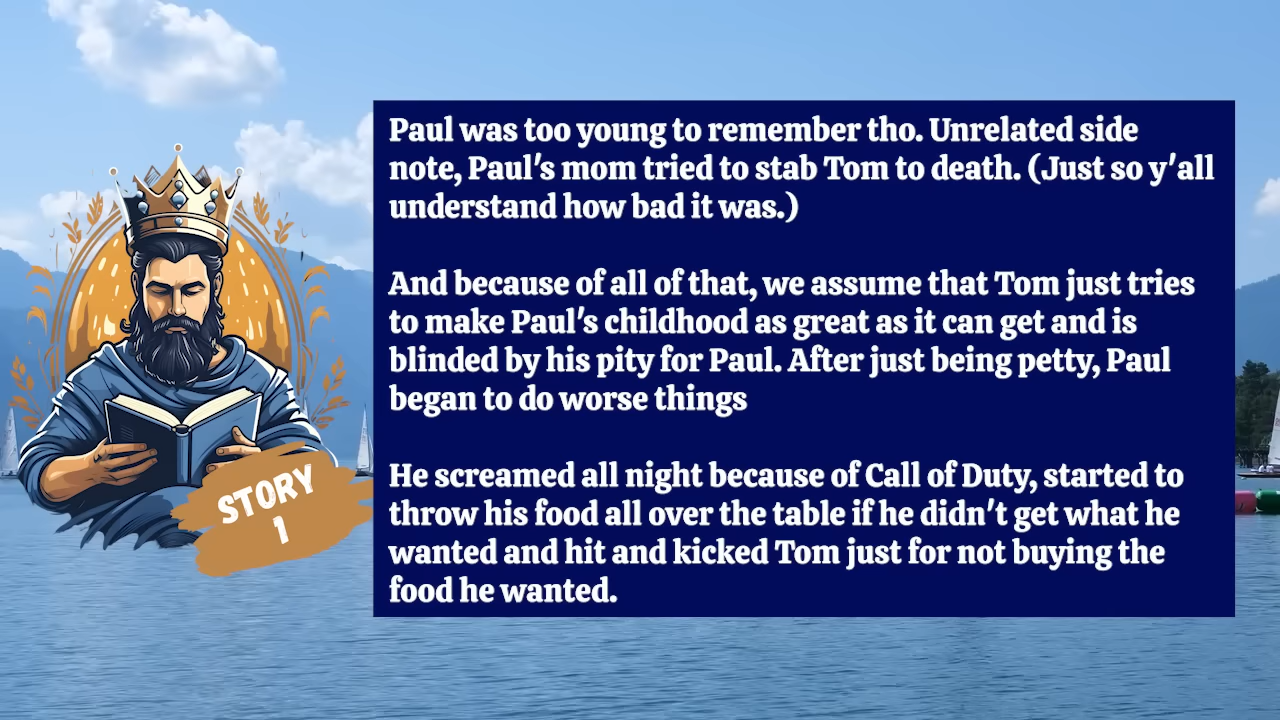 Paul was too young to remember tho. Unrelated side
note, Paul's mom tried to stab Tom to death. (Just so y'all
understand how bad it was.)
And because of all of that, we assume that Tom just tries
to make Paul's childhood as great as it can get and is
blinded by his pity for Paul. After just being petty, Paul
began to do worse things
He screamed all night because of Call of Duty, started to
throw his food all over the table if he didn't get what he
wanted and hit and kicked Tom just for not buying the
food he wanted.
STORY
1